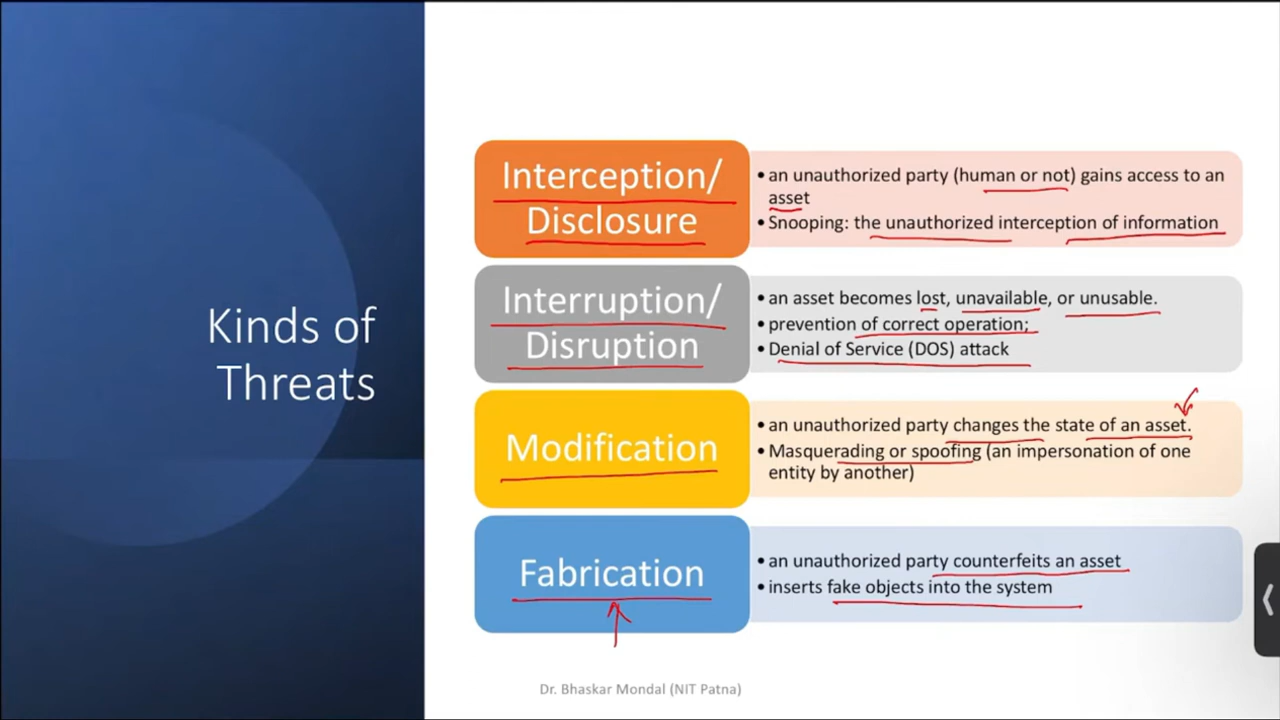 Kinds of
Threats
Interception/
Disclosure
• an unauthorized party (human or not) gains access to an
asset
• Snooping: the unauthorized interception of information
Interruption/
Disruption
• an asset becomes lost, unavailable, or unusable.
• prevention of correct operation;
• Denial of Service (DOS) attack
Modification
• an unauthorized party changes the state of an asset.
• Masquerading or spoofing (an impersonation of one
entity by another)
Fabrication
• an unauthorized party counterfeits an asset
• inserts fake objects into the system
Dr. Bhaskar Mondal (NIT Patna)